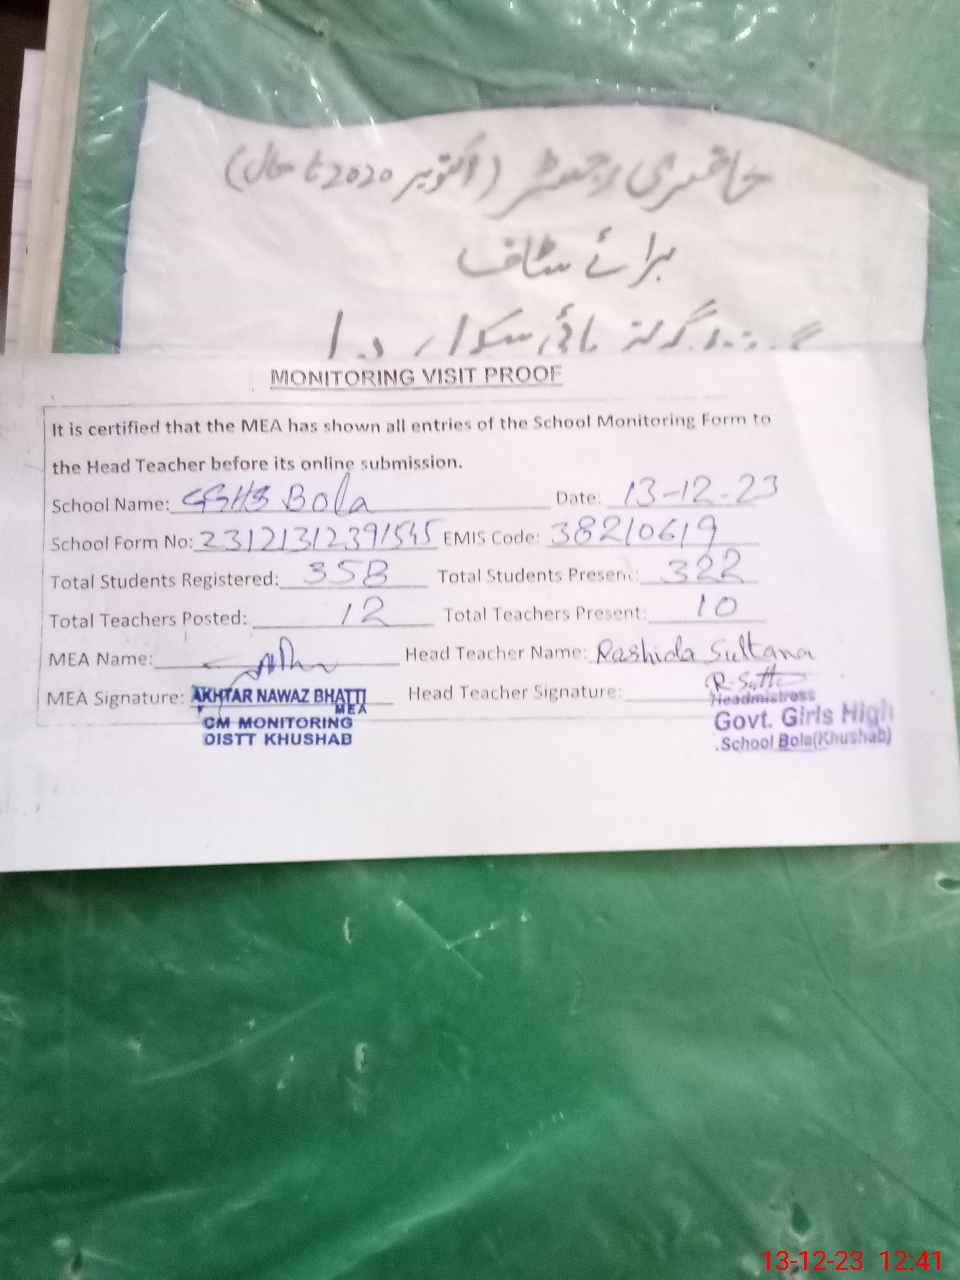 حاضری رجسٹر (اکتوبر 2020 تا حال)
برائے سٹاف
گورنمنٹ گرلز ہائی سکول
MONITORING VISIT PROOF
It is certified that the MEA has shown all entries of the School Monitoring Form to
the Head Teacher before its online submission.
School Name: GGHS Bola Date: 13-12-23
School Form No: 23121312391545 EMIS Code: 38210619
Total Students Registered: 358 Total Students Present: 322
Total Teachers Posted: 12 Total Teachers Present: 10
MEA Name: Head Teacher Name: Rashida Sultana
MEA Signature: AKHTAR NAWAZ BHATTI Head Teacher Signature:
MEA
CM MONITORING
DISTT KHUSHAB
Headmistress
Govt. Girls High
School Bola(Khushab)
13-12-23 12:41